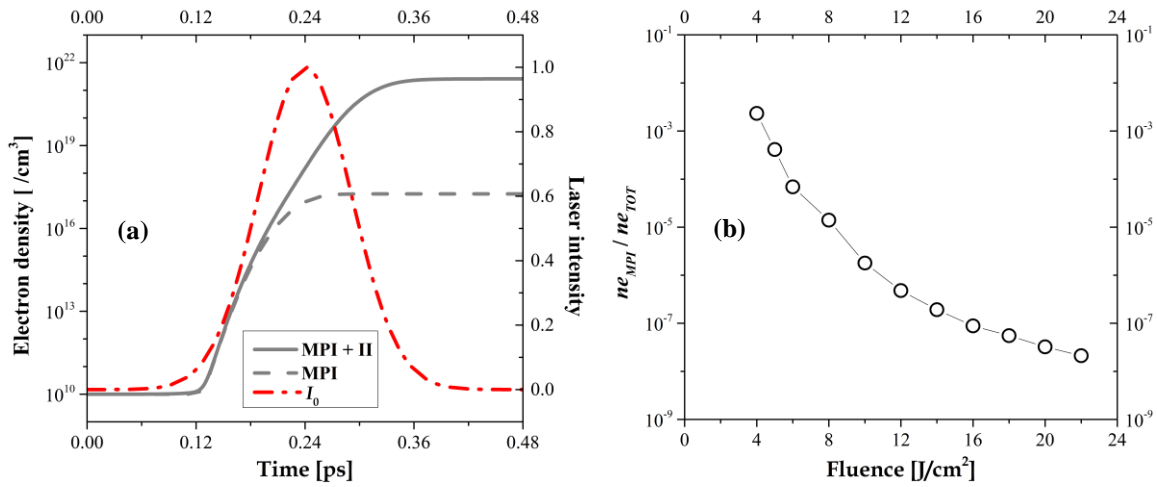 0.00 0.12 0.24 0.36 0.48
10^22
10^19
10^16
10^13
10^10
Electron density [ /cm^3]
1.0
0.8
0.6
0.4
0.2
0.0
Laser intensity
(a)
MPI + II
MPI
I_0
0.00 0.12 0.24 0.36 0.48
Time [ps]
0 4 8 12 16 20 24
10^-1
10^-3
10^-5
10^-7
10^-9
ne_MPI / ne_TOT
10^-1
10^-3
10^-5
10^-7
10^-9
(b)
0 4 8 12 16 20 24
Fluence [J/cm^2]